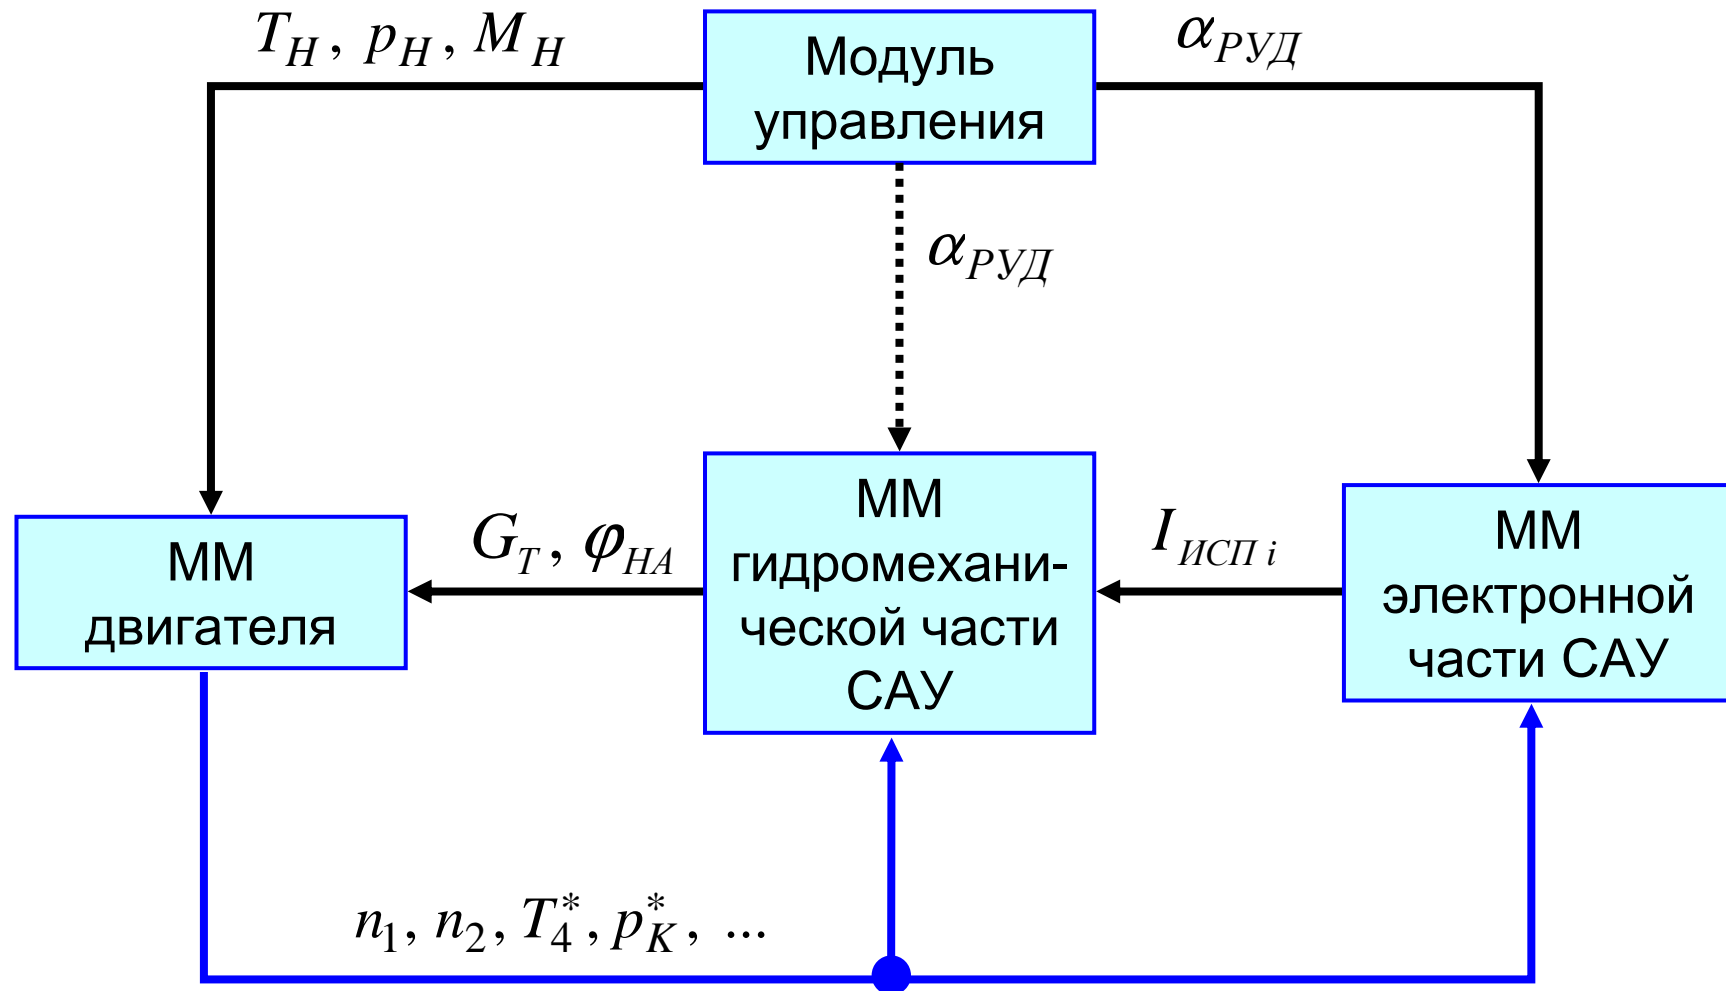 T_H, p_H, M_H
Модуль
управления
α_РУД
α_РУД
ММ
двигателя
G_T, φ_НА
ММ
гидромехани-
ческой части
САУ
I_ИСП i
ММ
электронной
части САУ
n_1, n_2, T_4^*, p_K^*, ...